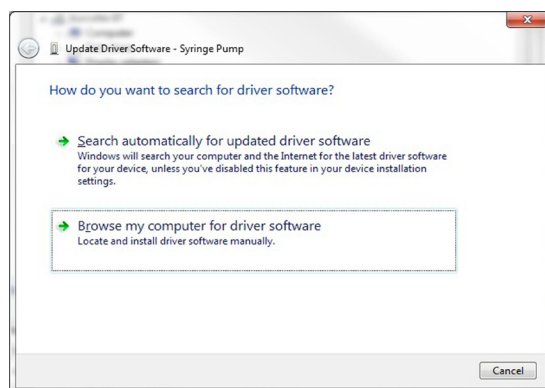 Computer
Update Driver Software - Syringe Pump
How do you want to search for driver software?
Search automatically for updated driver software
Windows will search your computer and the Internet for the latest driver software
for your device, unless you've disabled this feature in your device installation
settings.
Browse my computer for driver software
Locate and install driver software manually.
Cancel